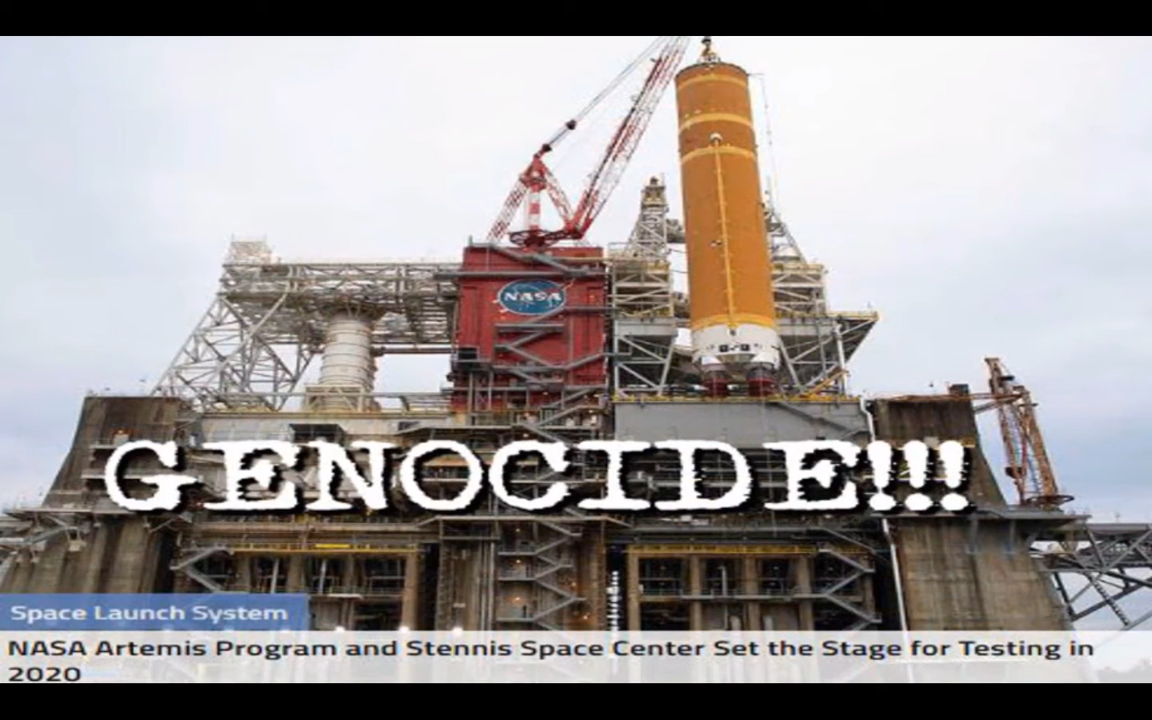 NASA
GENOCIDE!!!
Space Launch System
NASA Artemis Program and Stennis Space Center Set the Stage for Testing in
2020